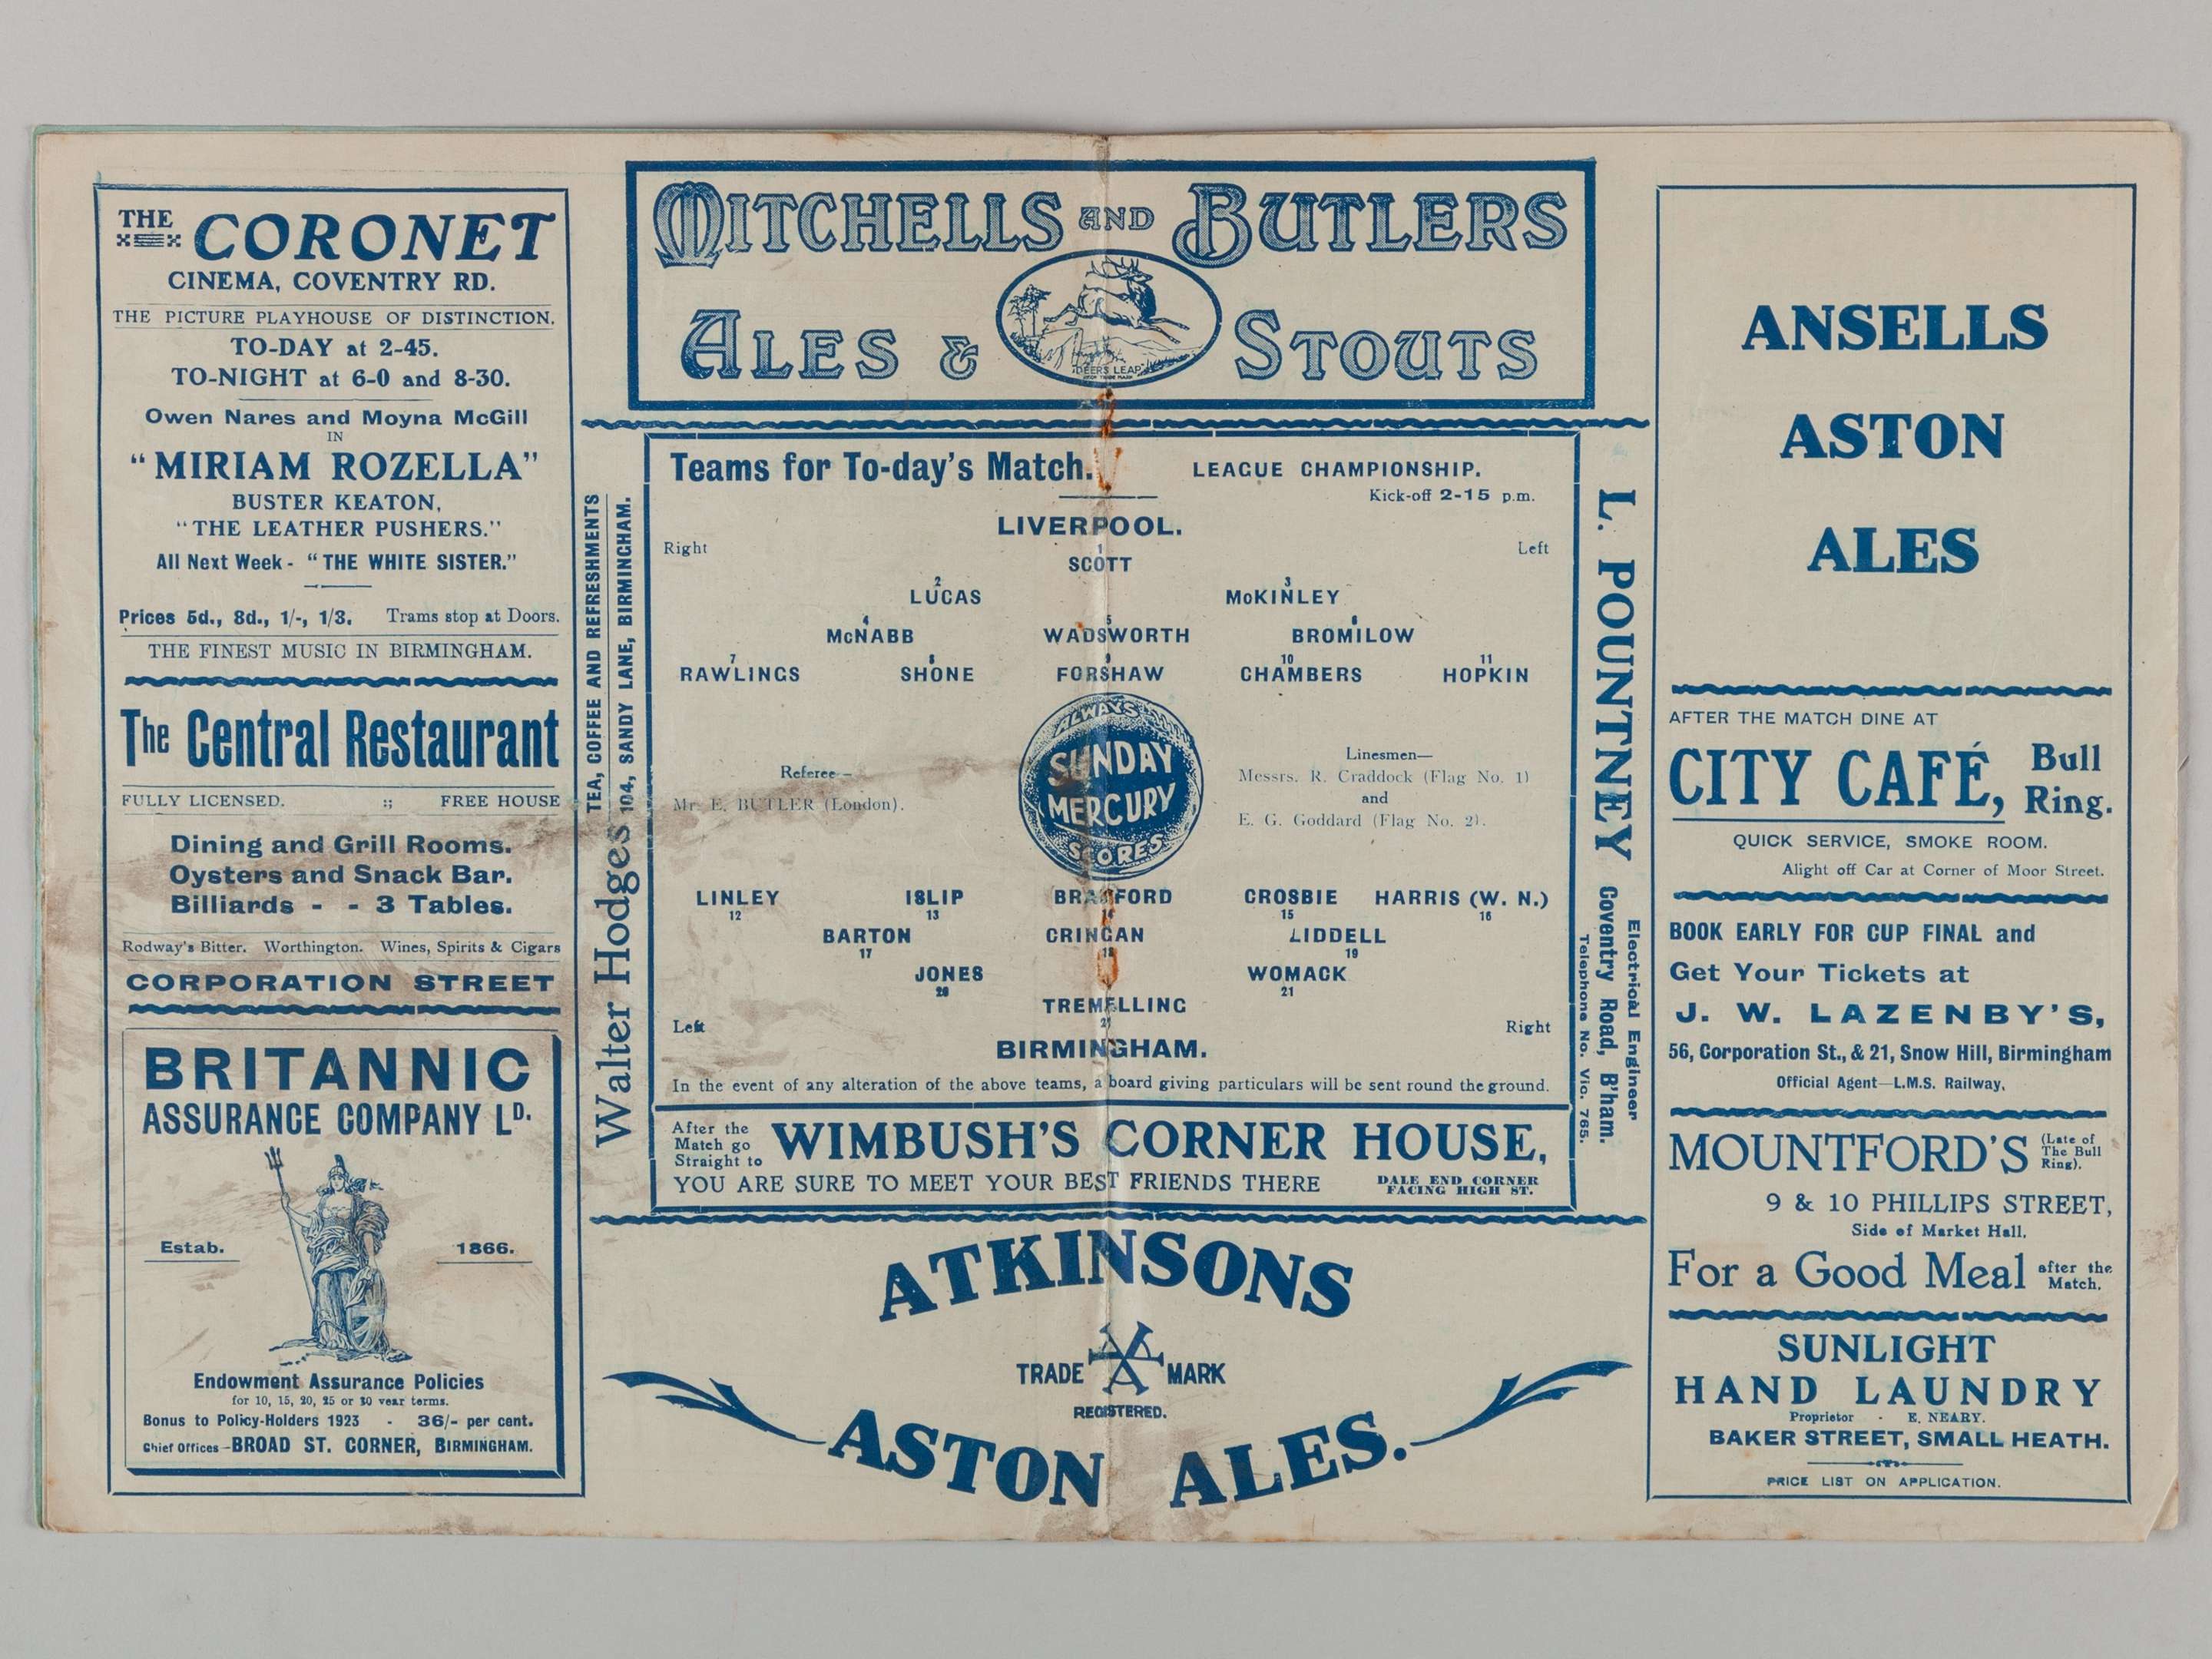 THE CORONET
CINEMA, COVENTRY RD.
THE PICTURE PLAYHOUSE OF DISTINCTION.
TO-DAY at 2-45.
TO-NIGHT at 6-0 and 8-30.
Owen Nares and Moyna McGill
IN
"MIRIAM ROZELLA"
BUSTER KEATON,
"THE LEATHER PUSHERS."
All Next Week - "THE WHITE SISTER."
Prices 5d., 8d., 1/-, 1/3. Trams stop at Doors.
THE FINEST MUSIC IN BIRMINGHAM.
The Central Restaurant
FULLY LICENSED. :: FREE HOUSE
Dining and Grill Rooms.
Oysters and Snack Bar.
Billiards - - 3 Tables.
Rodway's Bitter. Worthington. Wines, Spirits & Cigars
CORPORATION STREET
BRITANNIC
ASSURANCE COMPANY LD.
Estab. 1866.
Endowment Assurance Policies
for 10, 15, 20, 25 or 30 year terms.
Bonus to Policy-Holders 1923 - 36/- per cent.
Chief Offices-BROAD ST. CORNER, BIRMINGHAM.
MITCHELLS AND BUTLERS
ALES & STOUTS
"DEER'S LEAP"
Walter Hodges
TEA, COFFEE AND REFRESHMENTS
104, SANDY LANE, BIRMINGHAM.
Teams for To-day's Match. LEAGUE CHAMPIONSHIP.
Kick-off 2-15 p.m.
LIVERPOOL.
Right Left
1
SCOTT
2 3
LUCAS McKINLEY
4 5 6
McNABB WADSWORTH BROMILOW
7 8 9 10 11
RAWLINGS SHONE FORSHAW CHAMBERS HOPKIN
ALWAYS
SUNDAY
MERCURY
SCORES
Referee—
Mr. E. BUTLER (London).
Linesmen—
Messrs. R. Craddock (Flag No. 1)
and
E. G. Goddard (Flag No. 2).
LINLEY ISLIP BRADFORD CROSBIE HARRIS (W. N.)
12 13 14 15 16
BARTON CRINGAN LIDDELL
17 18 19
JONES WOMACK
20 21
TREMELLING
Left Right
BIRMINGHAM.
In the event of any alteration of the above teams, a board giving particulars will be sent round the ground.
After the
Match go
Straight to
WIMBUSH'S CORNER HOUSE,
YOU ARE SURE TO MEET YOUR BEST FRIENDS THERE
DALE END CORNER
FACING HIGH ST.
L. POUNTNEY
Electrical Engineer
Coventry Road, B'ham.
Telephone No. Vic. 765.
ATKINSONS
TRADE MARK
REGISTERED.
ASTON ALES.
ANSELLS
ASTON
ALES
AFTER THE MATCH DINE AT
CITY CAFÉ, Bull
Ring.
QUICK SERVICE, SMOKE ROOM.
Alight off Car at Corner of Moor Street.
BOOK EARLY FOR CUP FINAL and
Get Your Tickets at
J. W. LAZENBY'S,
56, Corporation St., & 21, Snow Hill, Birmingham
Official Agent—L.M.S. Railway.
MOUNTFORD'S (Late of
The Bull
Ring).
9 & 10 PHILLIPS STREET,
Side of Market Hall,
For a Good Meal after the
Match.
SUNLIGHT
HAND LAUNDRY
Proprietor - E. NEARY.
BAKER STREET, SMALL HEATH.
PRICE LIST ON APPLICATION.